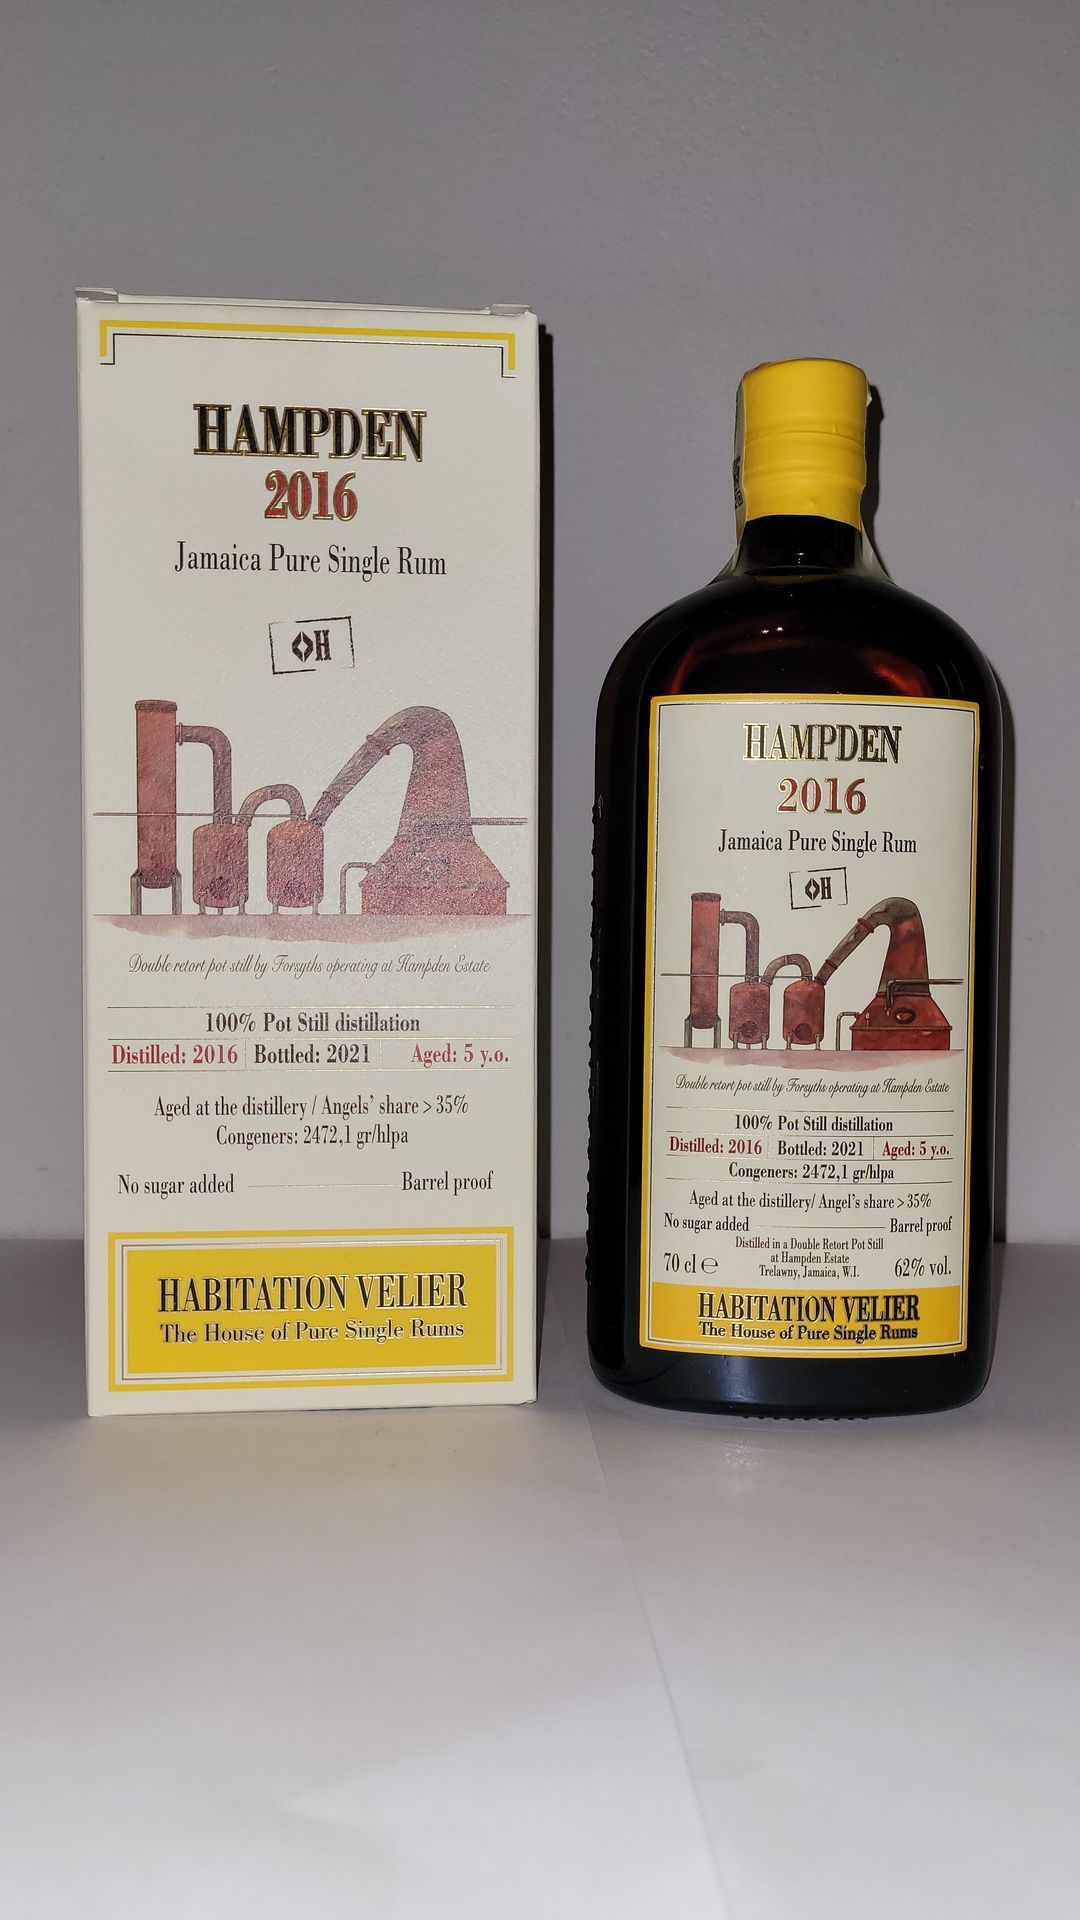 HAMPDEN
2016
Jamaica Pure Single Rum
<>H
Double retort pot still by Forsyths operating at Hampden Estate
100% Pot Still distillation
Distilled: 2016 Bottled: 2021 Aged: 5 y.o.
Aged at the distillery / Angels' share > 35%
Congeners: 2472,1 gr/hlpa
No sugar added Barrel proof
HABITATION VELIER
The House of Pure Single Rums
HAMPDEN
2016
Jamaica Pure Single Rum
<>H
Double retort pot still by Forsyths operating at Hampden Estate
100% Pot Still distillation
Distilled: 2016 Bottled: 2021 Aged: 5 y.o.
Congeners: 2472,1 gr/hlpa
Aged at the distillery/ Angel's share > 35%
No sugar added Barrel proof
Distilled in a Double Retort Pot Still
at Hampden Estate
Trelawny, Jamaica, W.I.
70 cl ℮ 62% vol.
HABITATION VELIER
The House of Pure Single Rums